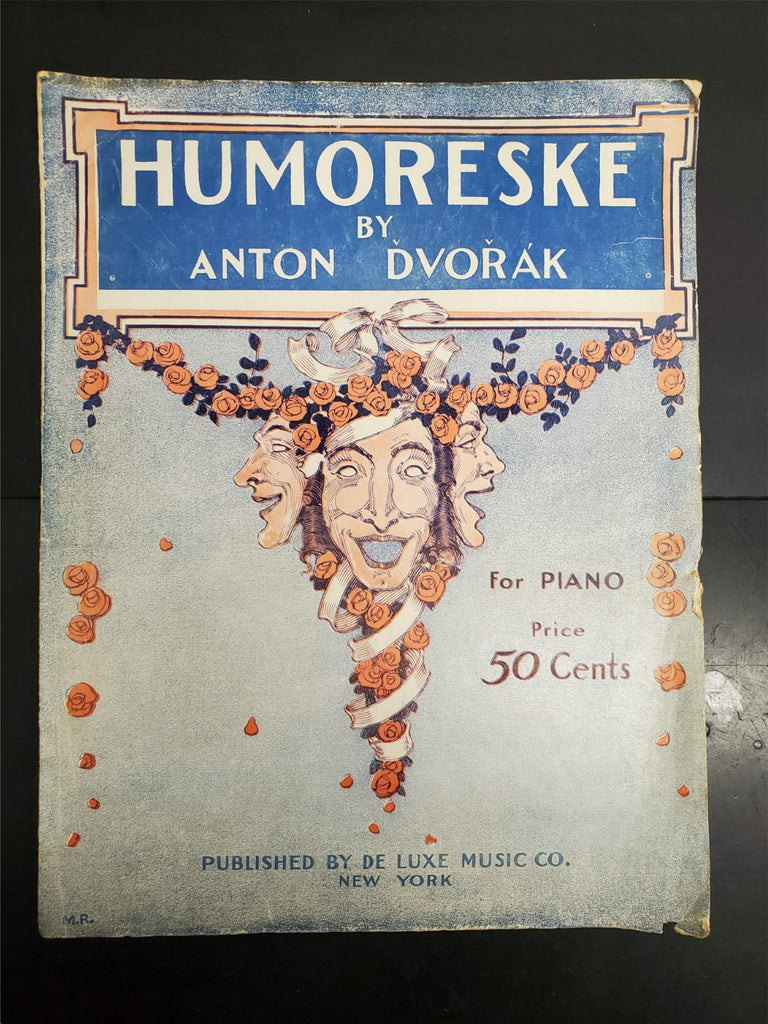 HUMORESKE
BY
ANTON ĎVOŘÁK
For PIANO
Price
50 Cents
PUBLISHED BY DE LUXE MUSIC CO.
NEW YORK
M.R.